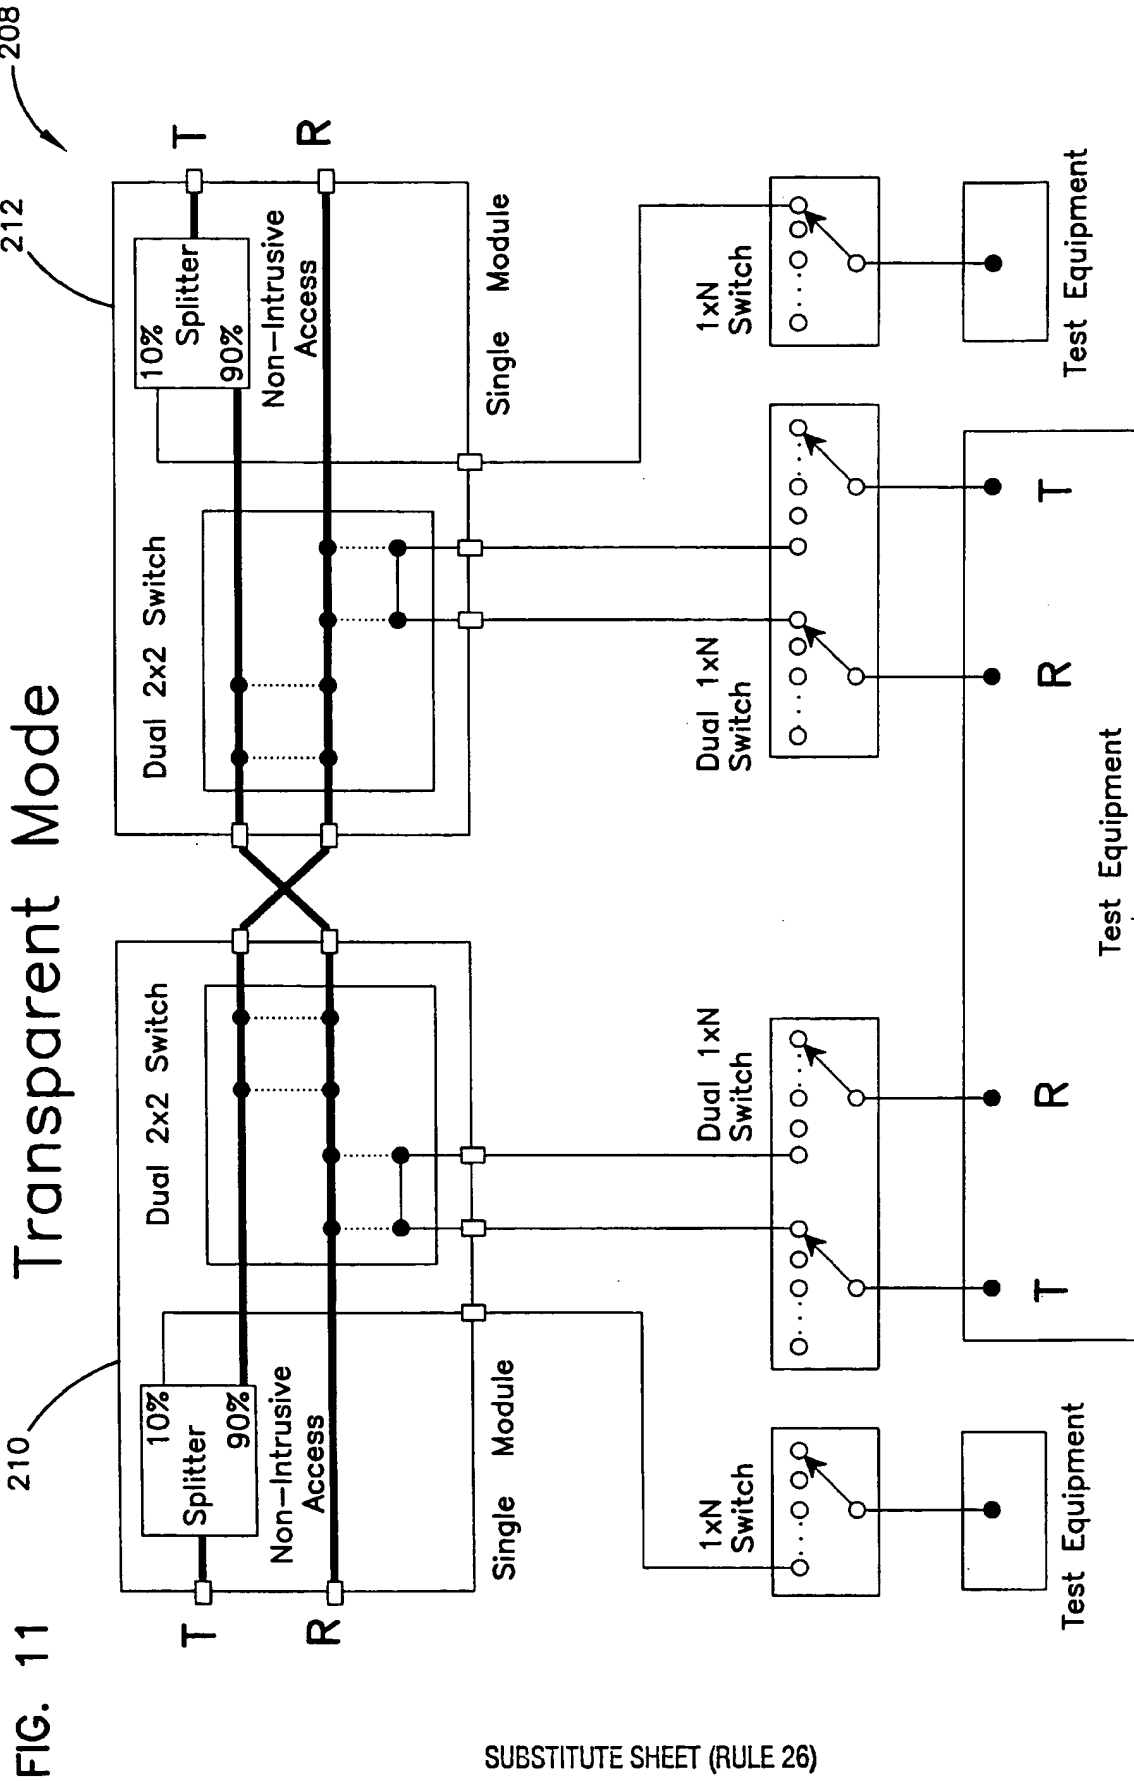 FIG. 11
Transparent Mode
208
210
212
T
R
Splitter
10%
90%
Non-Intrusive
Access
Dual 2x2 Switch
Single Module
Dual 2x2 Switch
10%
90%
Splitter
Non-Intrusive
Access
T
R
Single Module
1xN
Switch
Dual 1xN
Switch
Dual 1xN
Switch
1xN
Switch
Test Equipment
T
R
R
T
Test Equipment
Test Equipment
SUBSTITUTE SHEET (RULE 26)